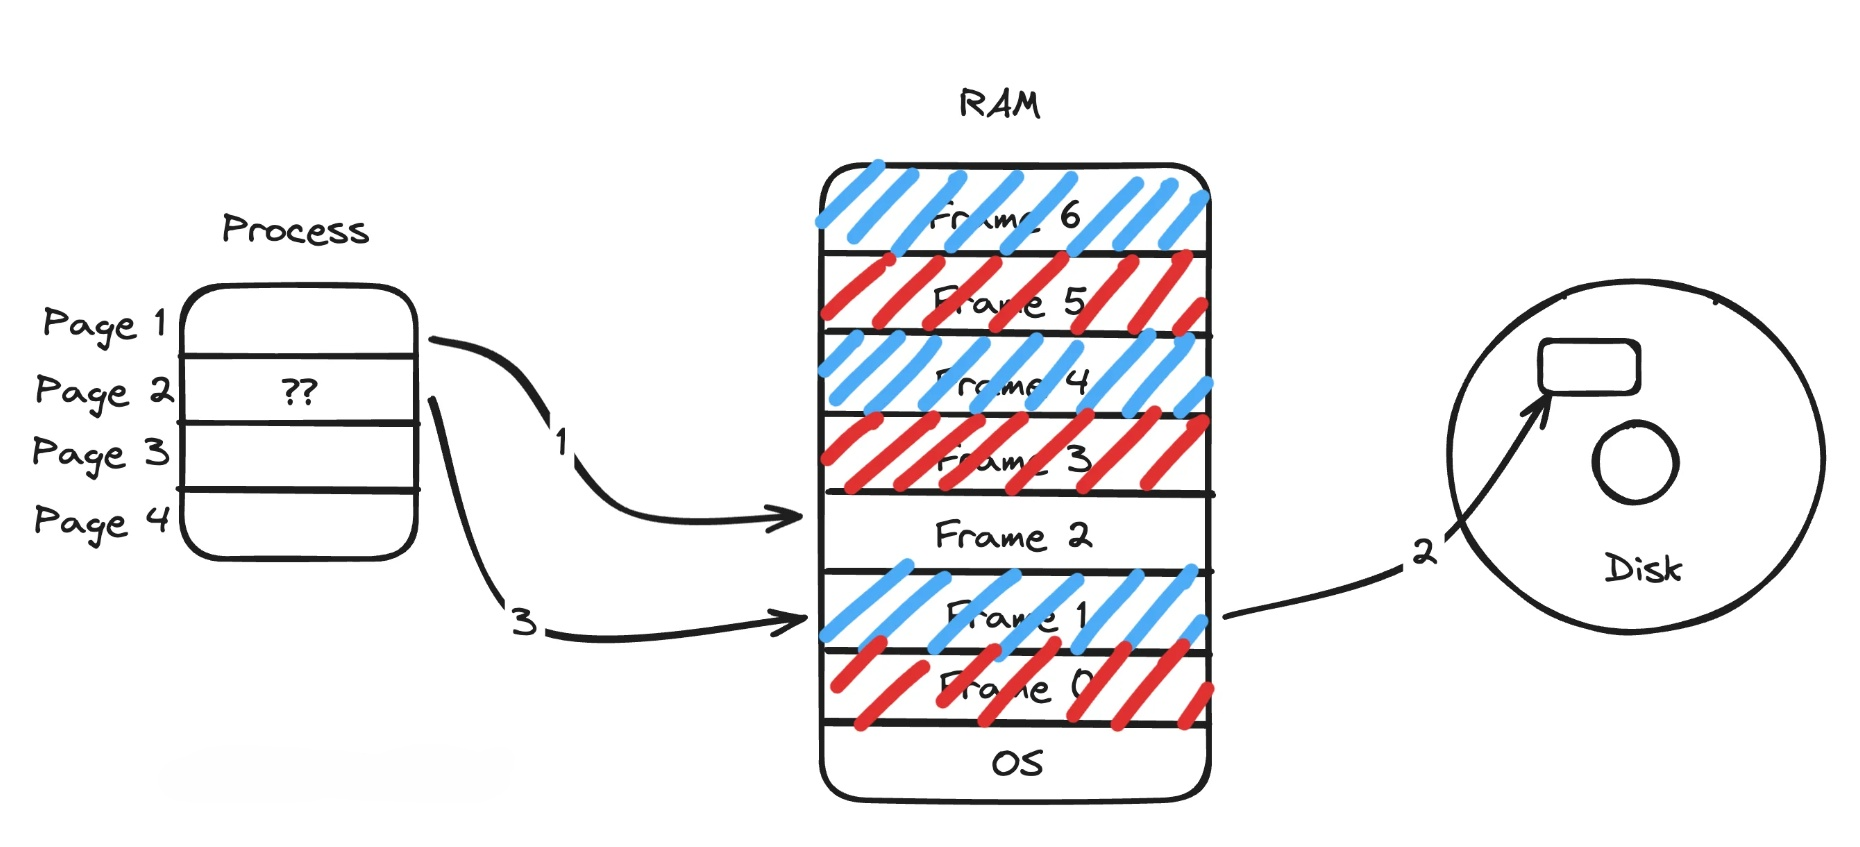 RAM
Process
Page 1
Page 2
??
Page 3
Page 4
1
3
Frame 6
Frame 5
Frame 4
Frame 3
Frame 2
Frame 1
Frame 0
OS
2
Disk